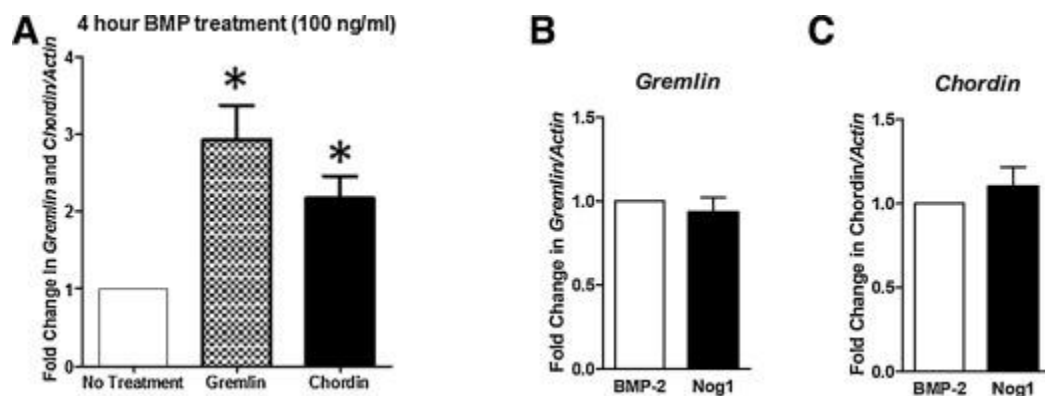 A
4 hour BMP treatment (100 ng/ml)
Fold Change In Gremlin and Chordin/Actin
4
3
2
1
0
*
*
No Treatment Gremlin Chordin
B
Gremlin
Fold Change in Gremlin/Actin
1.5
1.0
0.5
0.0
BMP-2 Nog1
C
Chordin
Fold Change in Chordin/Actin
1.5
1.0
0.5
0.0
BMP-2 Nog1